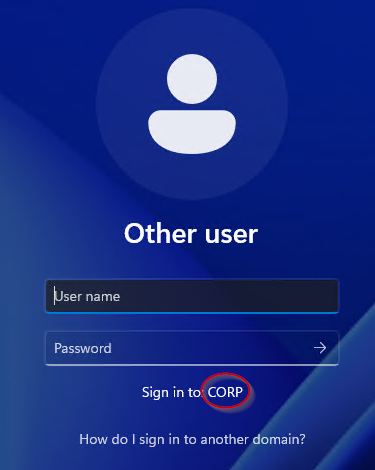 Other user
User name
Password
Sign in to: CORP
How do I sign in to another domain?